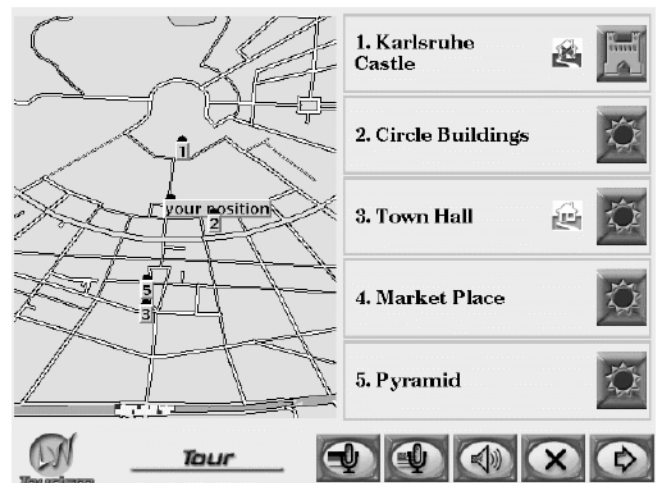 1
your position
2
5
3
1. Karlsruhe
Castle
2. Circle Buildings
3. Town Hall
4. Market Place
5. Pyramid
Tour